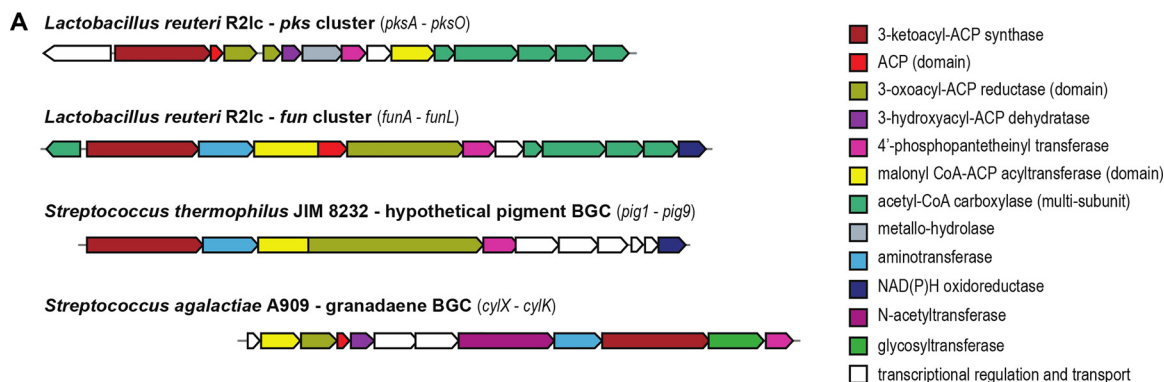 A
Lactobacillus reuteri R2lc - pks cluster (pksA - pksO)
Lactobacillus reuteri R2lc - fun cluster (funA - funL)
Streptococcus thermophilus JIM 8232 - hypothetical pigment BGC (pig1 - pig9)
Streptococcus agalactiae A909 - granadaene BGC (cylX - cylK)
3-ketoacyl-ACP synthase
ACP (domain)
3-oxoacyl-ACP reductase (domain)
3-hydroxyacyl-ACP dehydratase
4'-phosphopantetheinyl transferase
malonyl CoA-ACP acyltransferase (domain)
acetyl-CoA carboxylase (multi-subunit)
metallo-hydrolase
aminotransferase
NAD(P)H oxidoreductase
N-acetyltransferase
glycosyltransferase
transcriptional regulation and transport